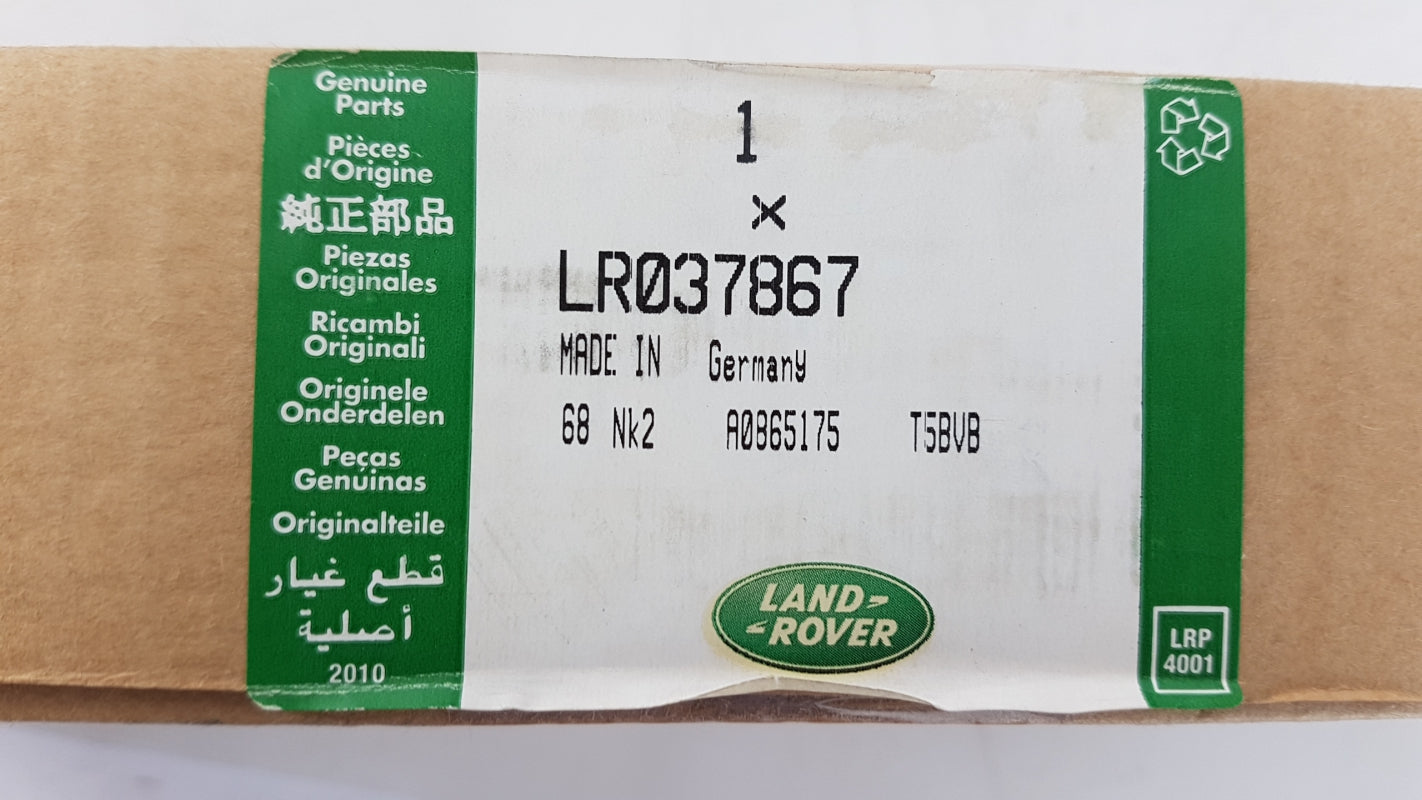 Genuine
Parts
Pièces
d'Origine
純正部品
Piezas
Originales
Ricambi
Originali
Originele
Onderdelen
Peças
Genúinas
Originalteile
قطع غيار
أصلية
2010
1
x
LR037867
MADE IN Germany
68 Nk2 A0865175 T5BVB
LAND
ROVER
LRP
4001